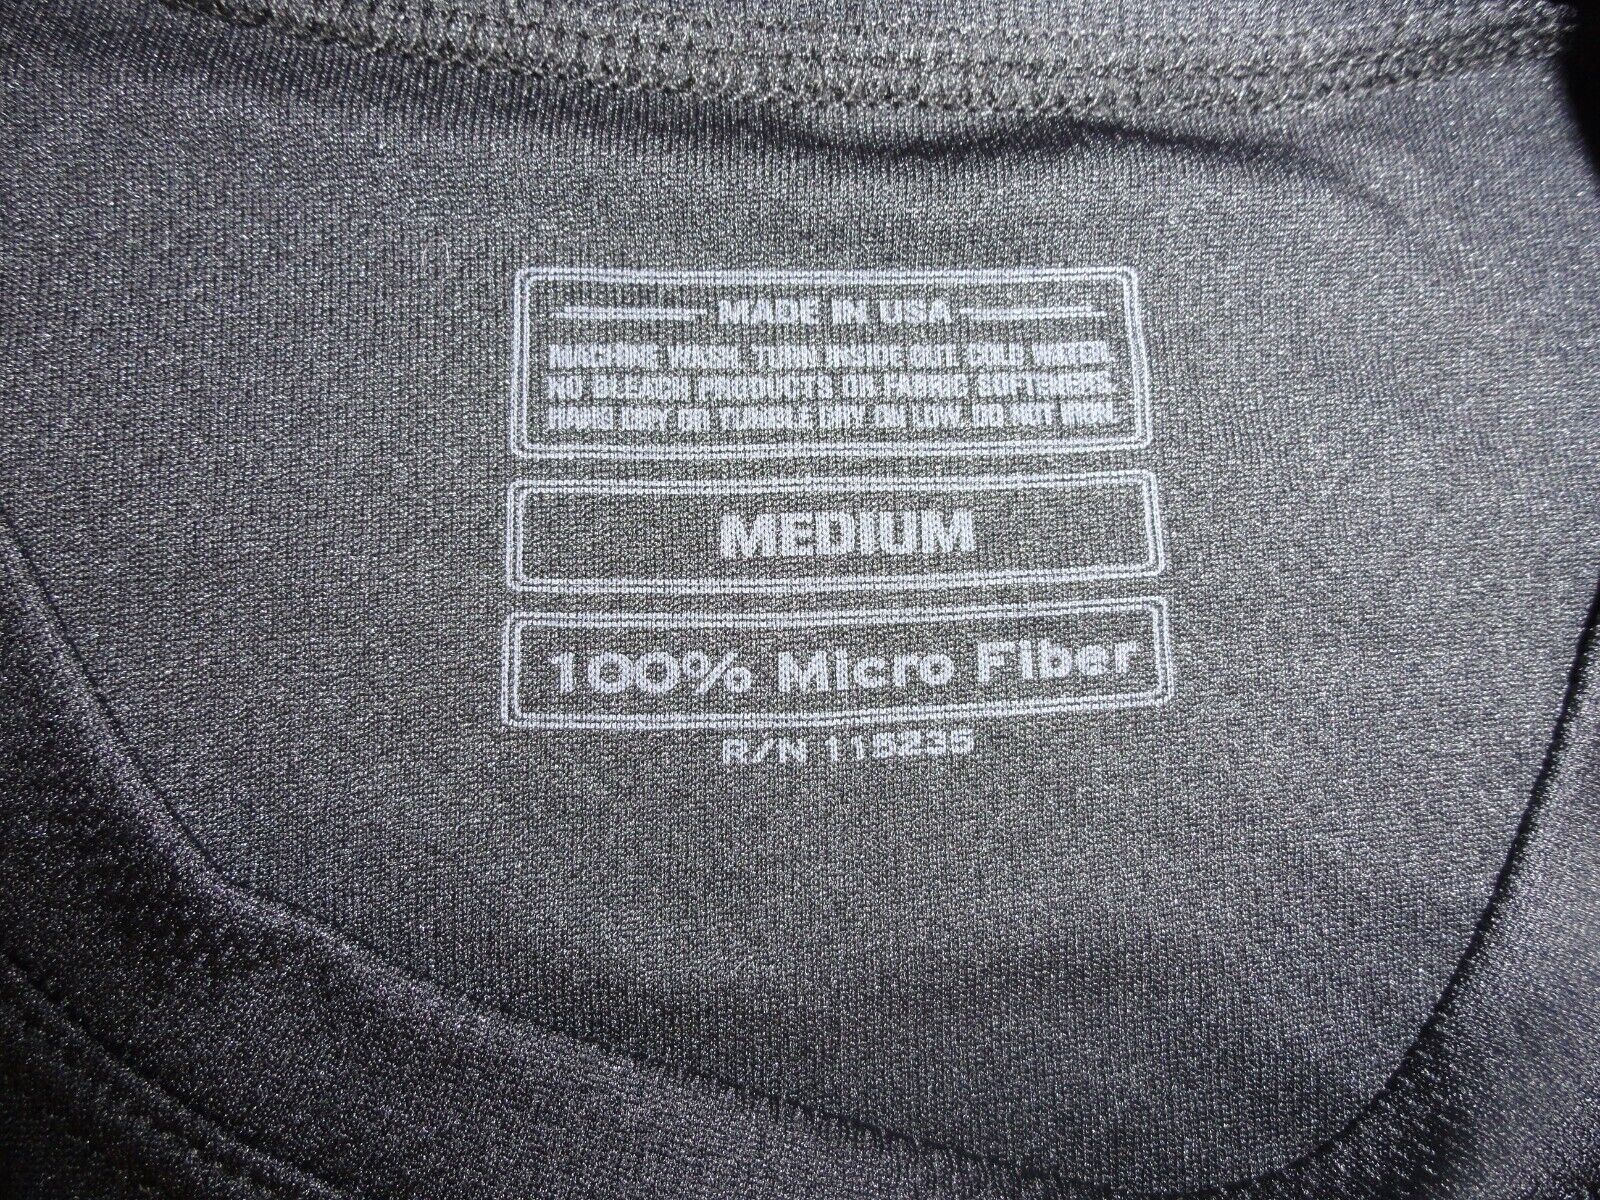 MADE IN USA
MACHINE WASH, TURN INSIDE OUT, COLD WATER.
NO BLEACH PRODUCTS OR FABRIC SOFTENERS.
HANG DRY OR TUMBLE DRY ON LOW. DO NOT IRON.
MEDIUM
100% Micro Fiber
R/N 115235